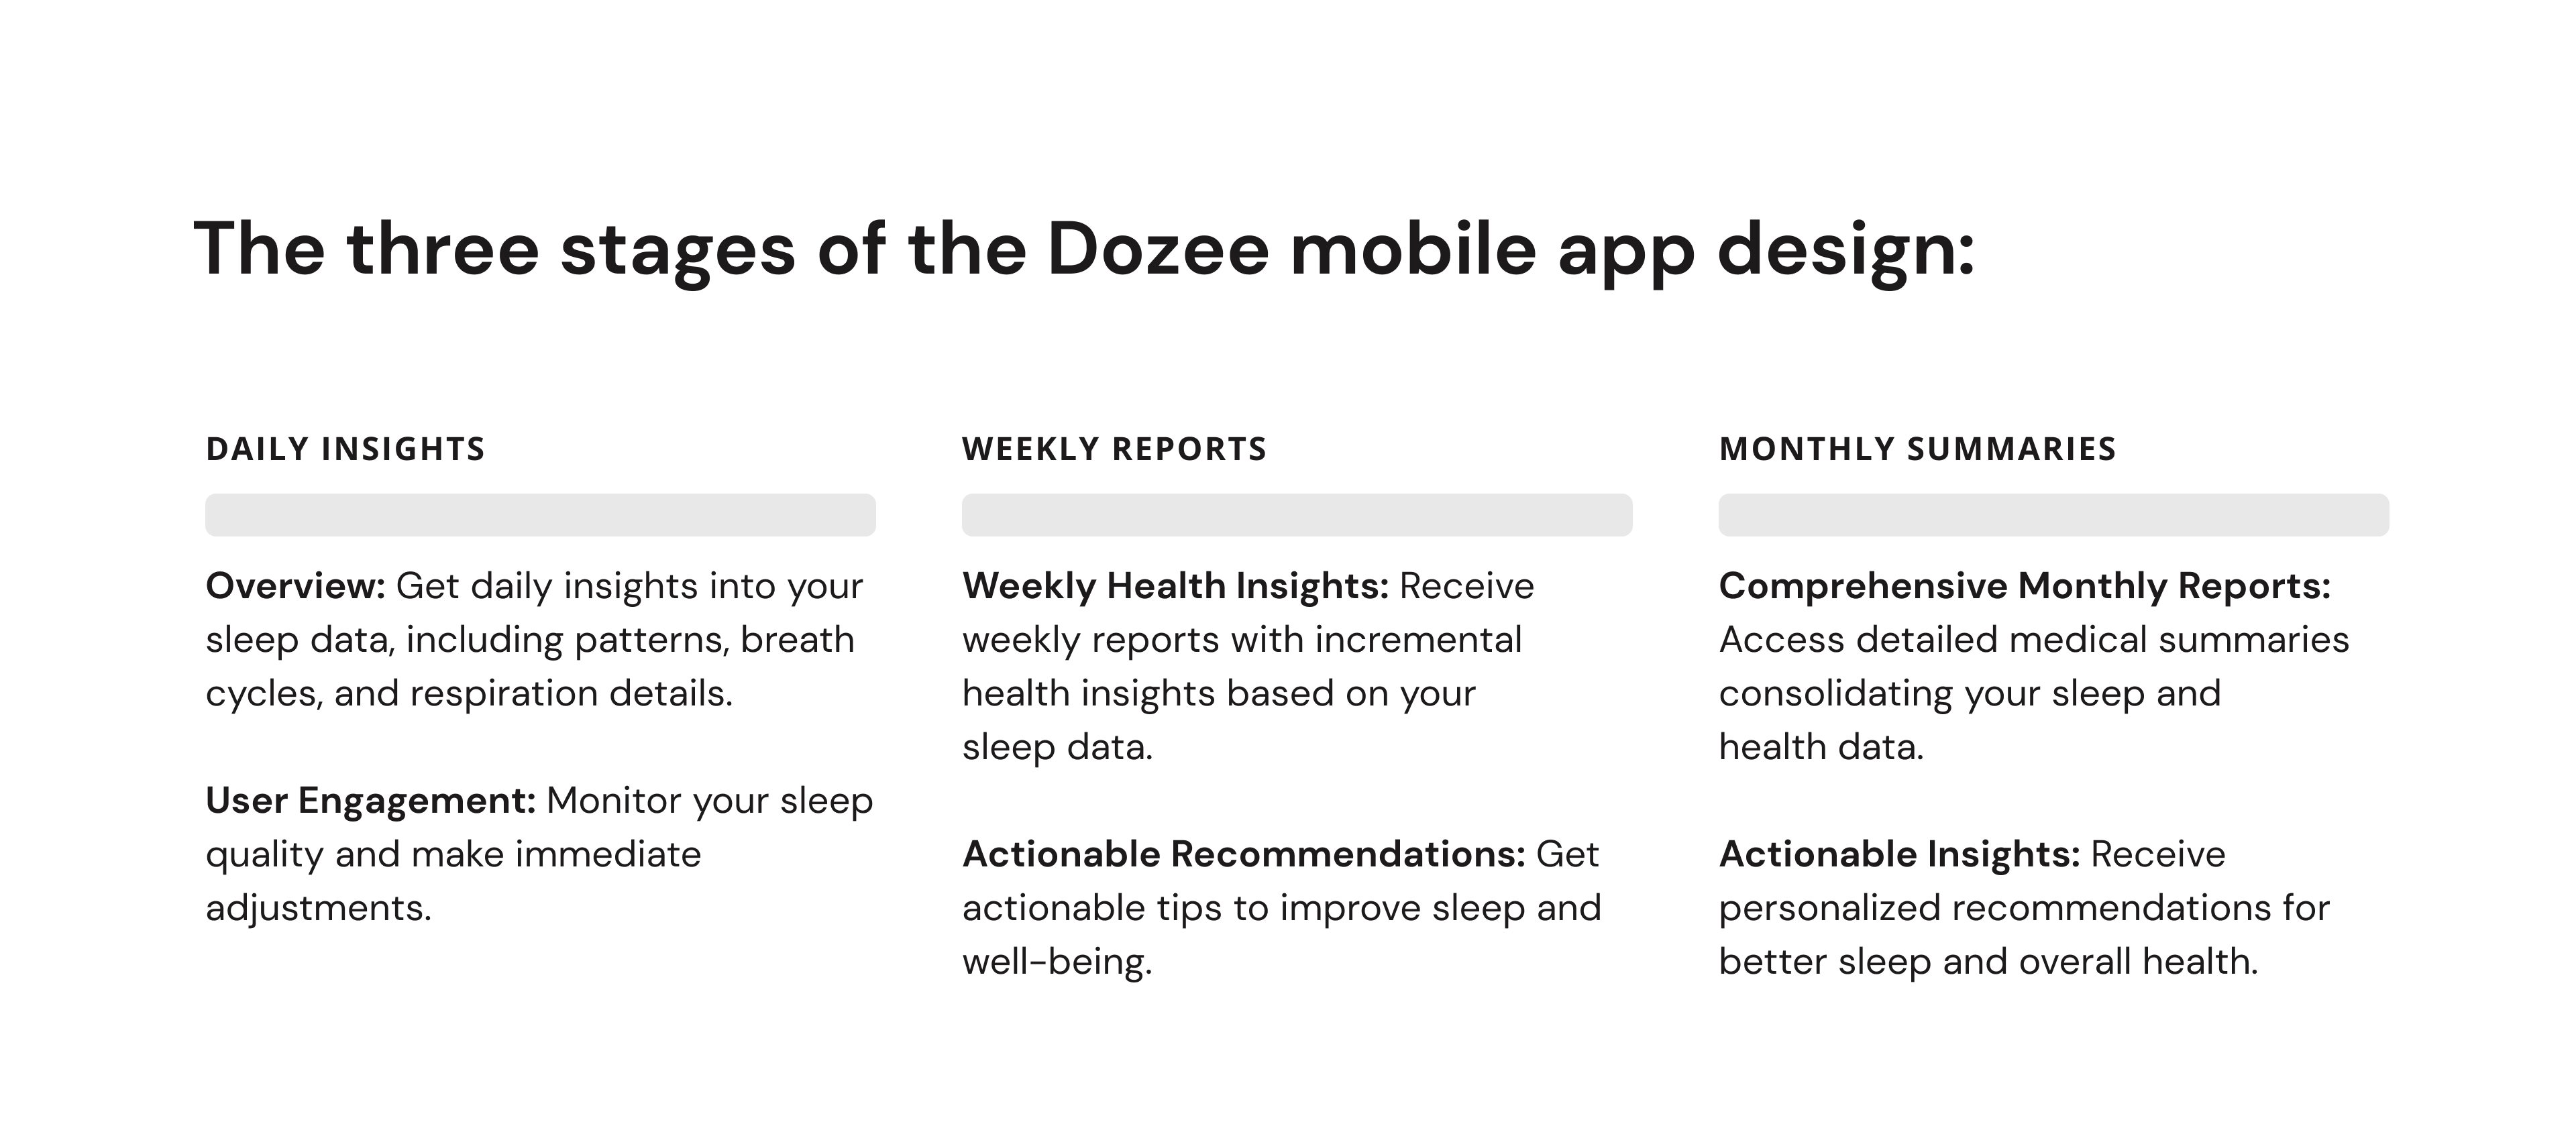 The three stages of the Dozee mobile app design:
DAILY INSIGHTS
Overview: Get daily insights into your
sleep data, including patterns, breath
cycles, and respiration details.
User Engagement: Monitor your sleep
quality and make immediate
adjustments.
WEEKLY REPORTS
Weekly Health Insights: Receive
weekly reports with incremental
health insights based on your
sleep data.
Actionable Recommendations: Get
actionable tips to improve sleep and
well-being.
MONTHLY SUMMARIES
Comprehensive Monthly Reports:
Access detailed medical summaries
consolidating your sleep and
health data.
Actionable Insights: Receive
personalized recommendations for
better sleep and overall health.